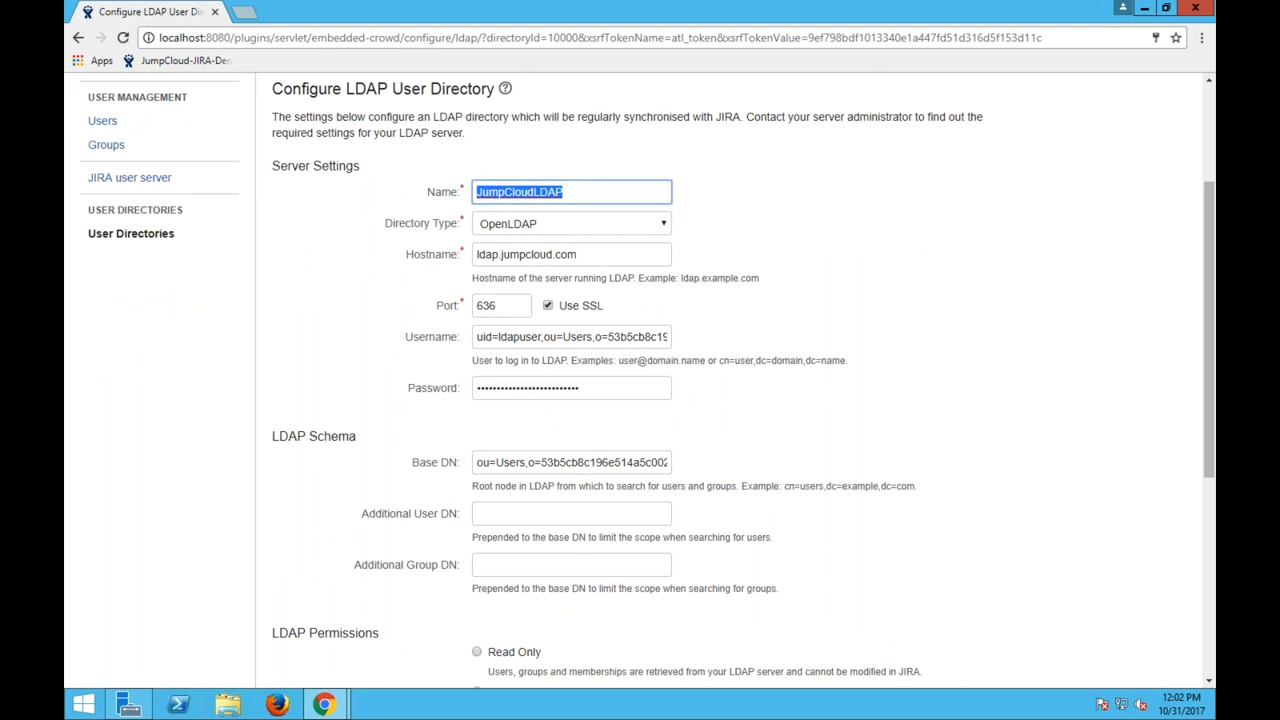 Configure LDAP User Dir
localhost:8080/plugins/servlet/embedded-crowd/configure/ldap/?directoryId=10000&xsrfTokenName=atl_token&xsrfTokenValue=9ef798bdf1013340e1a447fd51d316d5f153d11c
Apps JumpCloud-JIRA-Den
USER MANAGEMENT
Users
Groups
JIRA user server
USER DIRECTORIES
User Directories
Configure LDAP User Directory ?
The settings below configure an LDAP directory which will be regularly synchronised with JIRA. Contact your server administrator to find out the
required settings for your LDAP server.
Server Settings
Name:* JumpCloudLDAP
Directory Type:* OpenLDAP
Hostname:* ldap.jumpcloud.com
Hostname of the server running LDAP. Example: ldap.example.com
Port:* 636 Use SSL
Username: uid=ldapuser,ou=Users,o=53b5cb8c19
User to log in to LDAP. Examples: user@domain.name or cn=user,dc=domain,dc=name.
Password: ••••••••••••••••••••••••••
LDAP Schema
Base DN: ou=Users,o=53b5cb8c196e514a5c002
Root node in LDAP from which to search for users and groups. Example: cn=users,dc=example,dc=com.
Additional User DN:
Prepended to the base DN to limit the scope when searching for users.
Additional Group DN:
Prepended to the base DN to limit the scope when searching for groups.
LDAP Permissions
Read Only
Users, groups and memberships are retrieved from your LDAP server and cannot be modified in JIRA.
12:02 PM
10/31/2017